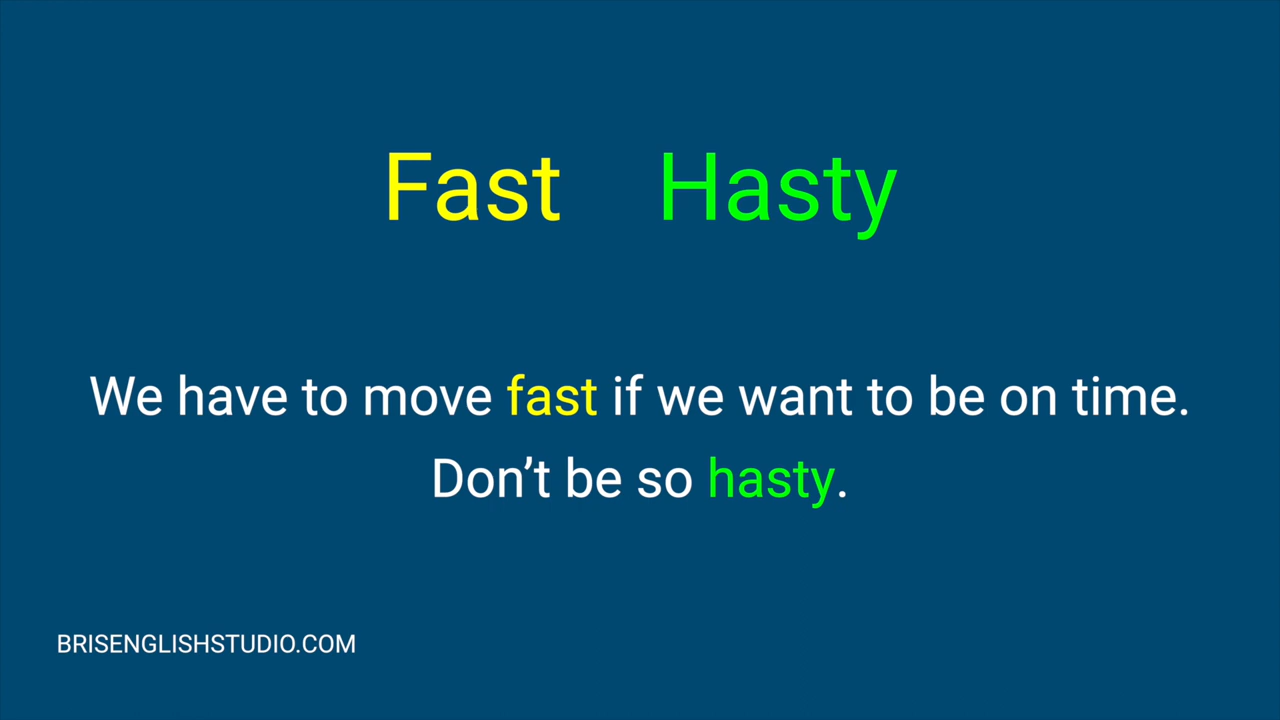 Fast Hasty
We have to move fast if we want to be on time.
Don’t be so hasty.
BRISENGLISHSTUDIO.COM